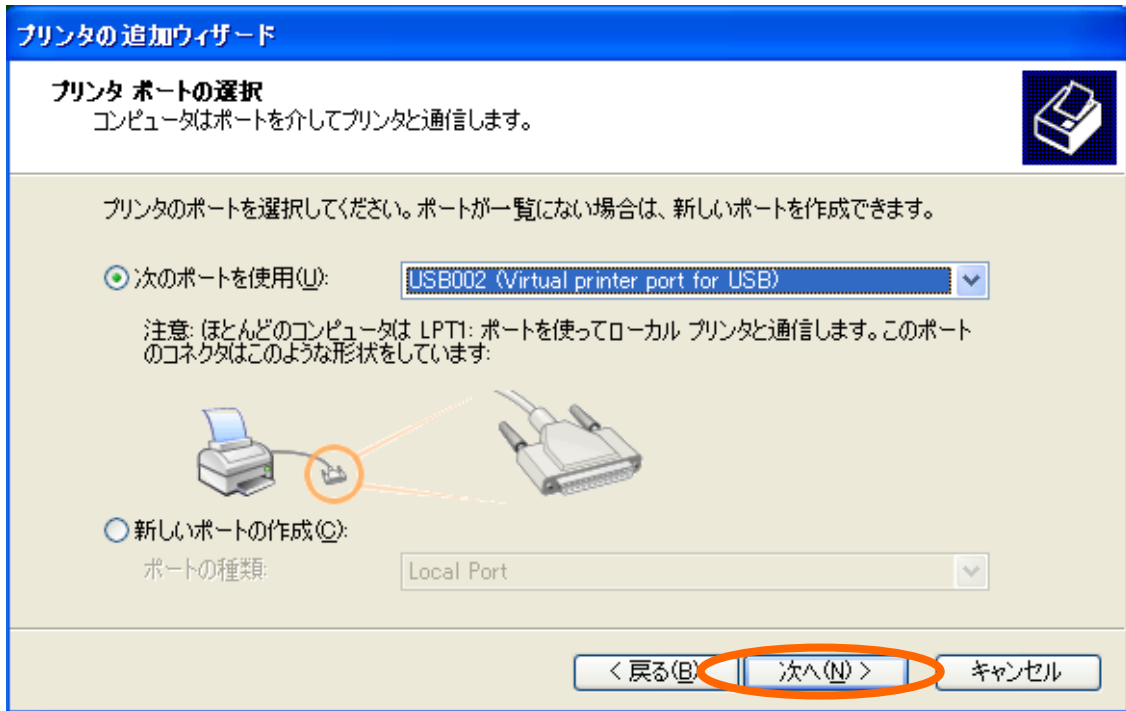 プリンタの追加ウィザード
プリンタ ポートの選択
コンピュータはポートを介してプリンタと通信します。
プリンタのポートを選択してください。ポートが一覧にない場合は、新しいポートを作成できます。
次のポートを使用(U): USB002 (Virtual printer port for USB)
注意: ほとんどのコンピュータは LPT1: ポートを使ってローカル プリンタと通信します。このポート
のコネクタはこのような形状をしています:
新しいポートの作成(C):
ポートの種類: Local Port
< 戻る(B) 次へ(N) > キャンセル